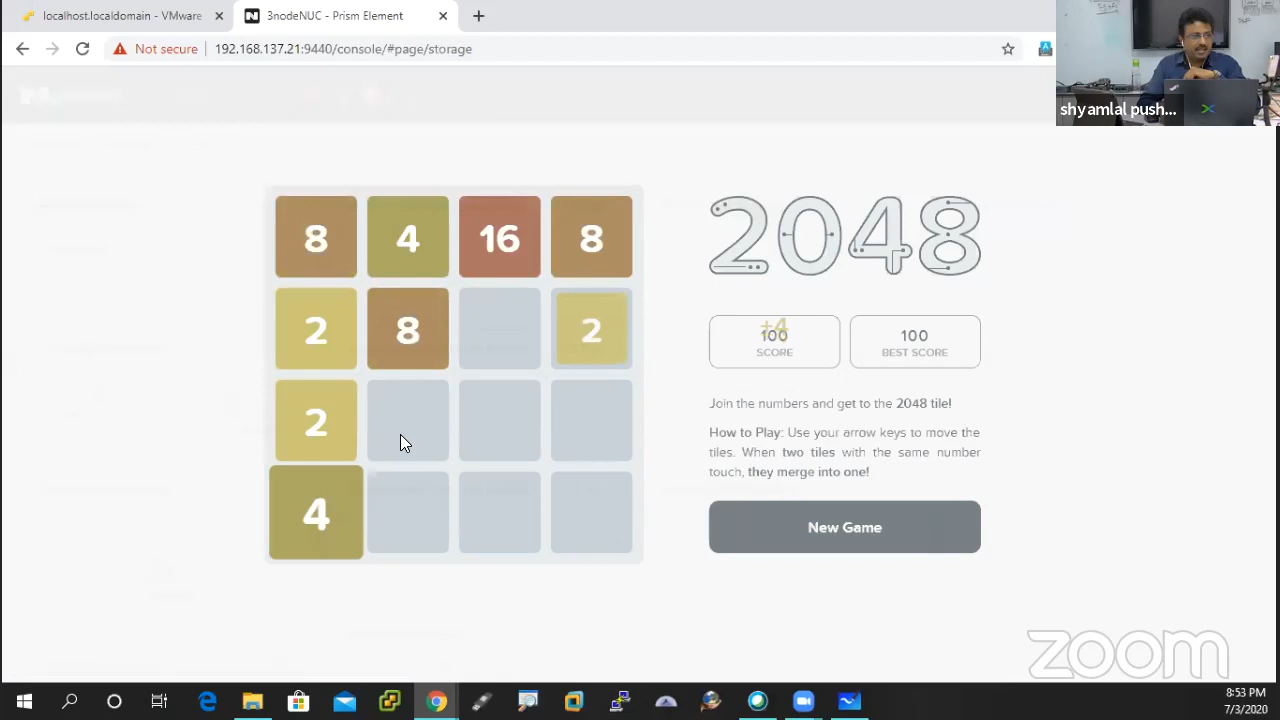 localhost.localdomain - VMware
3nodeNUC - Prism Element
Not secure
192.168.137.21:9440/console/#page/storage
shyamlal push...
8 4 16 8
2 8 2
2
4
2048
+4
100
SCORE
100
BEST SCORE
Join the numbers and get to the 2048 tile!
How to Play: Use your arrow keys to move the
tiles. When two tiles with the same number
touch, they merge into one!
New Game
zoom
8:53 PM
7/3/2020